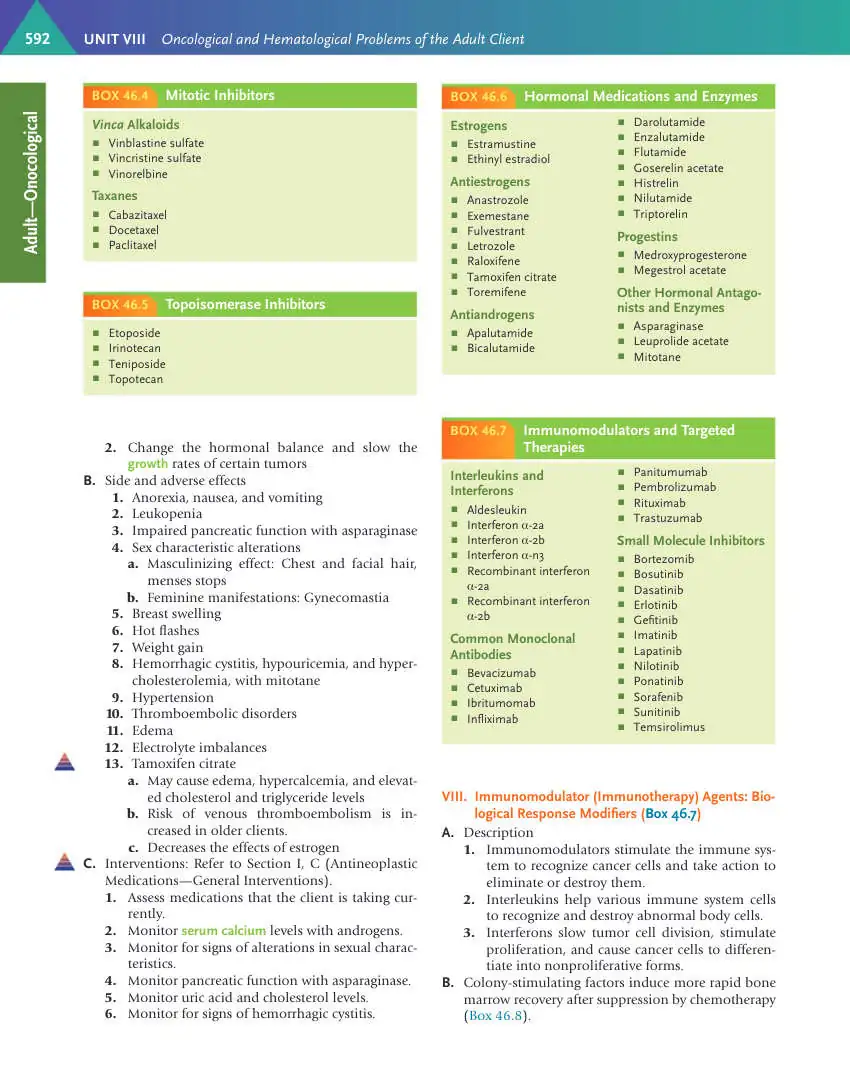 592
UNIT VIII Oncological and Hematological Problems of the Adult Client
Adult—Onocological
BOX 46.4 Mitotic Inhibitors
Vinca Alkaloids
■ Vinblastine sulfate
■ Vincristine sulfate
■ Vinorelbine
Taxanes
■ Cabazitaxel
■ Docetaxel
■ Paclitaxel
BOX 46.5 Topoisomerase Inhibitors
■ Etoposide
■ Irinotecan
■ Teniposide
■ Topotecan
2. Change the hormonal balance and slow the
growth rates of certain tumors
B. Side and adverse effects
1. Anorexia, nausea, and vomiting
2. Leukopenia
3. Impaired pancreatic function with asparaginase
4. Sex characteristic alterations
a. Masculinizing effect: Chest and facial hair,
menses stops
b. Feminine manifestations: Gynecomastia
5. Breast swelling
6. Hot flashes
7. Weight gain
8. Hemorrhagic cystitis, hypouricemia, and hyper-
cholesterolemia, with mitotane
9. Hypertension
10. Thromboembolic disorders
11. Edema
12. Electrolyte imbalances
13. Tamoxifen citrate
a. May cause edema, hypercalcemia, and elevat-
ed cholesterol and triglyceride levels
b. Risk of venous thromboembolism is in-
creased in older clients.
c. Decreases the effects of estrogen
C. Interventions: Refer to Section I, C (Antineoplastic
Medications—General Interventions).
1. Assess medications that the client is taking cur-
rently.
2. Monitor serum calcium levels with androgens.
3. Monitor for signs of alterations in sexual charac-
teristics.
4. Monitor pancreatic function with asparaginase.
5. Monitor uric acid and cholesterol levels.
6. Monitor for signs of hemorrhagic cystitis.
BOX 46.6 Hormonal Medications and Enzymes
Estrogens
■ Estramustine
■ Ethinyl estradiol
Antiestrogens
■ Anastrozole
■ Exemestane
■ Fulvestrant
■ Letrozole
■ Raloxifene
■ Tamoxifen citrate
■ Toremifene
Antiandrogens
■ Apalutamide
■ Bicalutamide
■ Darolutamide
■ Enzalutamide
■ Flutamide
■ Goserelin acetate
■ Histrelin
■ Nilutamide
■ Triptorelin
Progestins
■ Medroxyprogesterone
■ Megestrol acetate
Other Hormonal Antago-
nists and Enzymes
■ Asparaginase
■ Leuprolide acetate
■ Mitotane
BOX 46.7 Immunomodulators and Targeted
Therapies
Interleukins and
Interferons
■ Aldesleukin
■ Interferon α-2a
■ Interferon α-2b
■ Interferon α-n3
■ Recombinant interferon
α-2a
■ Recombinant interferon
α-2b
Common Monoclonal
Antibodies
■ Bevacizumab
■ Cetuximab
■ Ibritumomab
■ Infliximab
■ Panitumumab
■ Pembrolizumab
■ Rituximab
■ Trastuzumab
Small Molecule Inhibitors
■ Bortezomib
■ Bosutinib
■ Dasatinib
■ Erlotinib
■ Gefitinib
■ Imatinib
■ Lapatinib
■ Nilotinib
■ Ponatinib
■ Sorafenib
■ Sunitinib
■ Temsirolimus
VIII. Immunomodulator (Immunotherapy) Agents: Bio-
logical Response Modifiers (Box 46.7)
A. Description
1. Immunomodulators stimulate the immune sys-
tem to recognize cancer cells and take action to
eliminate or destroy them.
2. Interleukins help various immune system cells
to recognize and destroy abnormal body cells.
3. Interferons slow tumor cell division, stimulate
proliferation, and cause cancer cells to differen-
tiate into nonproliferative forms.
B. Colony-stimulating factors induce more rapid bone
marrow recovery after suppression by chemotherapy
(Box 46.8).